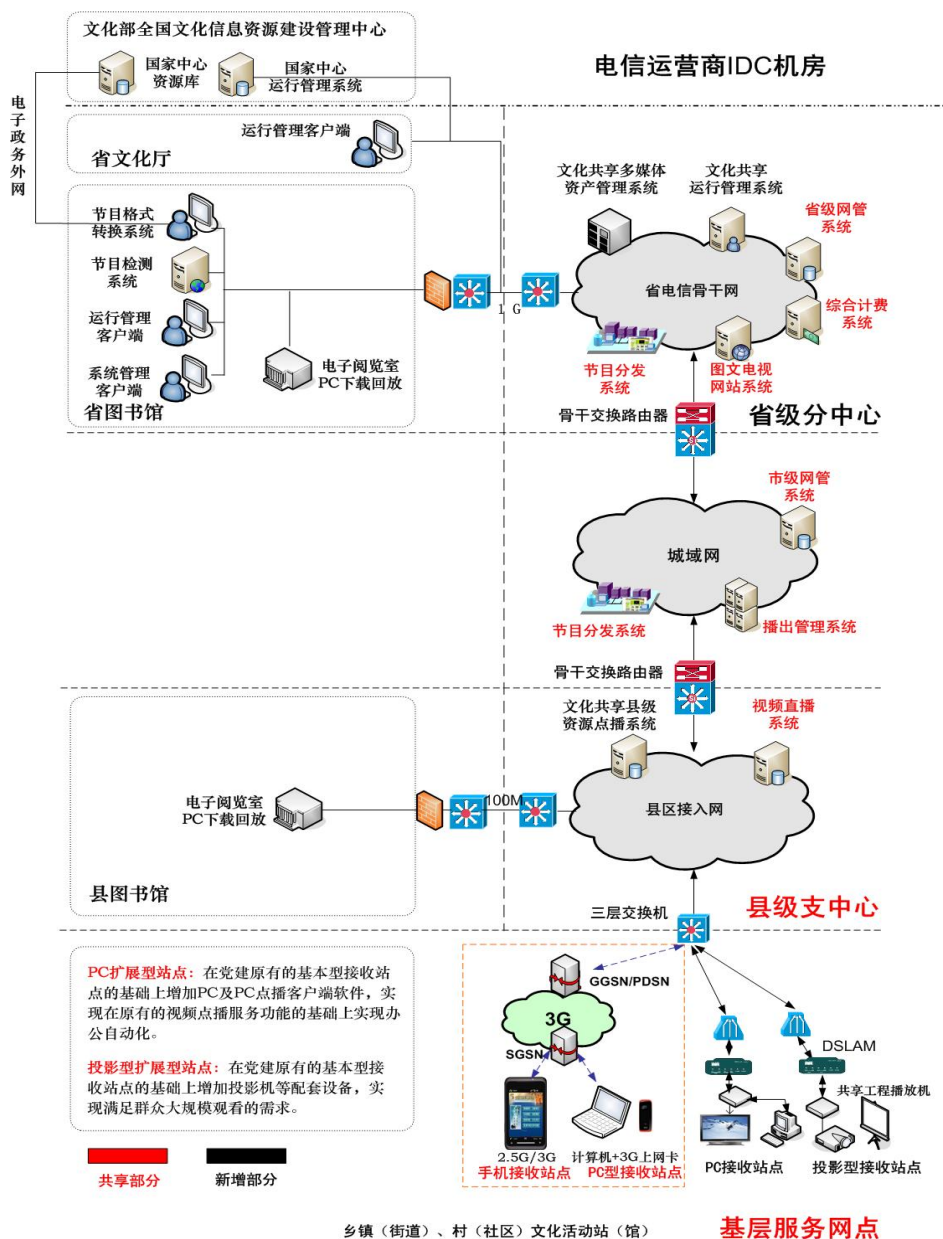 文化部全国文化信息资源建设管理中心
国家中心
资源库
国家中心
运行管理系统
电信运营商IDC机房
电子政务外网
运行管理客户端
省文化厅
文化共享多媒体
资产管理系统
文化共享
运行管理系统
省级网管
系统
节目格式
转换系统
节目检测
系统
运行管理
客户端
系统管理
客户端
电子阅览室
PC下载回放
省图书馆
1 G
省电信骨干网
综合计费
系统
节目分发
系统
图文电视
网站系统
骨干交换路由器
省级分中心
市级网管
系统
城域网
节目分发系统
播出管理系统
骨干交换路由器
文化共享县级
资源点播系统
视频直播
系统
电子阅览室
PC下载回放
100M
县区接入网
县图书馆
三层交换机
县级支中心
PC扩展型站点：在党建原有的基本型接收站
点的基础上增加PC及PC点播客户端软件，实
现在原有的视频点播服务功能的基础上实现办
公自动化。
投影型扩展型站点：在党建原有的基本型接
收站点的基础上增加投影机等配套设备，实
现满足群众大规模观看的需求。
共享部分
新增部分
GGSN/PDSN
3G
SGSN
2.5G/3G
手机接收站点
计算机+3G上网卡
PC型接收站点
DSLAM
共享工程播放机
PC接收站点
投影型接收站点
乡镇（街道）、村（社区）文化活动站（馆）
基层服务网点